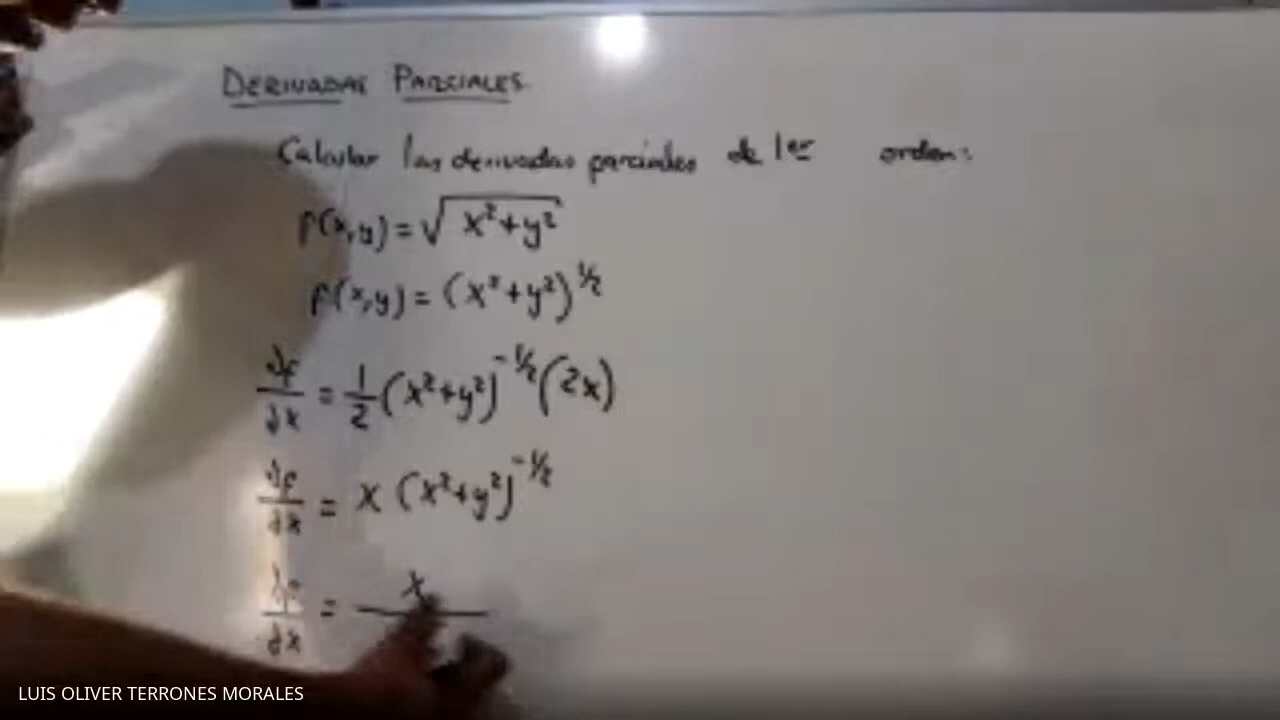 DERIVADAS PARCIALES
Calcular las derivadas parciales de 1er orden:
f(x,y) = √(x²+y²)
f(x,y) = (x²+y²)^½
∂f/∂x = 1/2 (x²+y²)^-½ (2x)
∂f/∂x = x (x²+y²)^-½
∂f/∂x = x/
LUIS OLIVER TERRONES MORALES